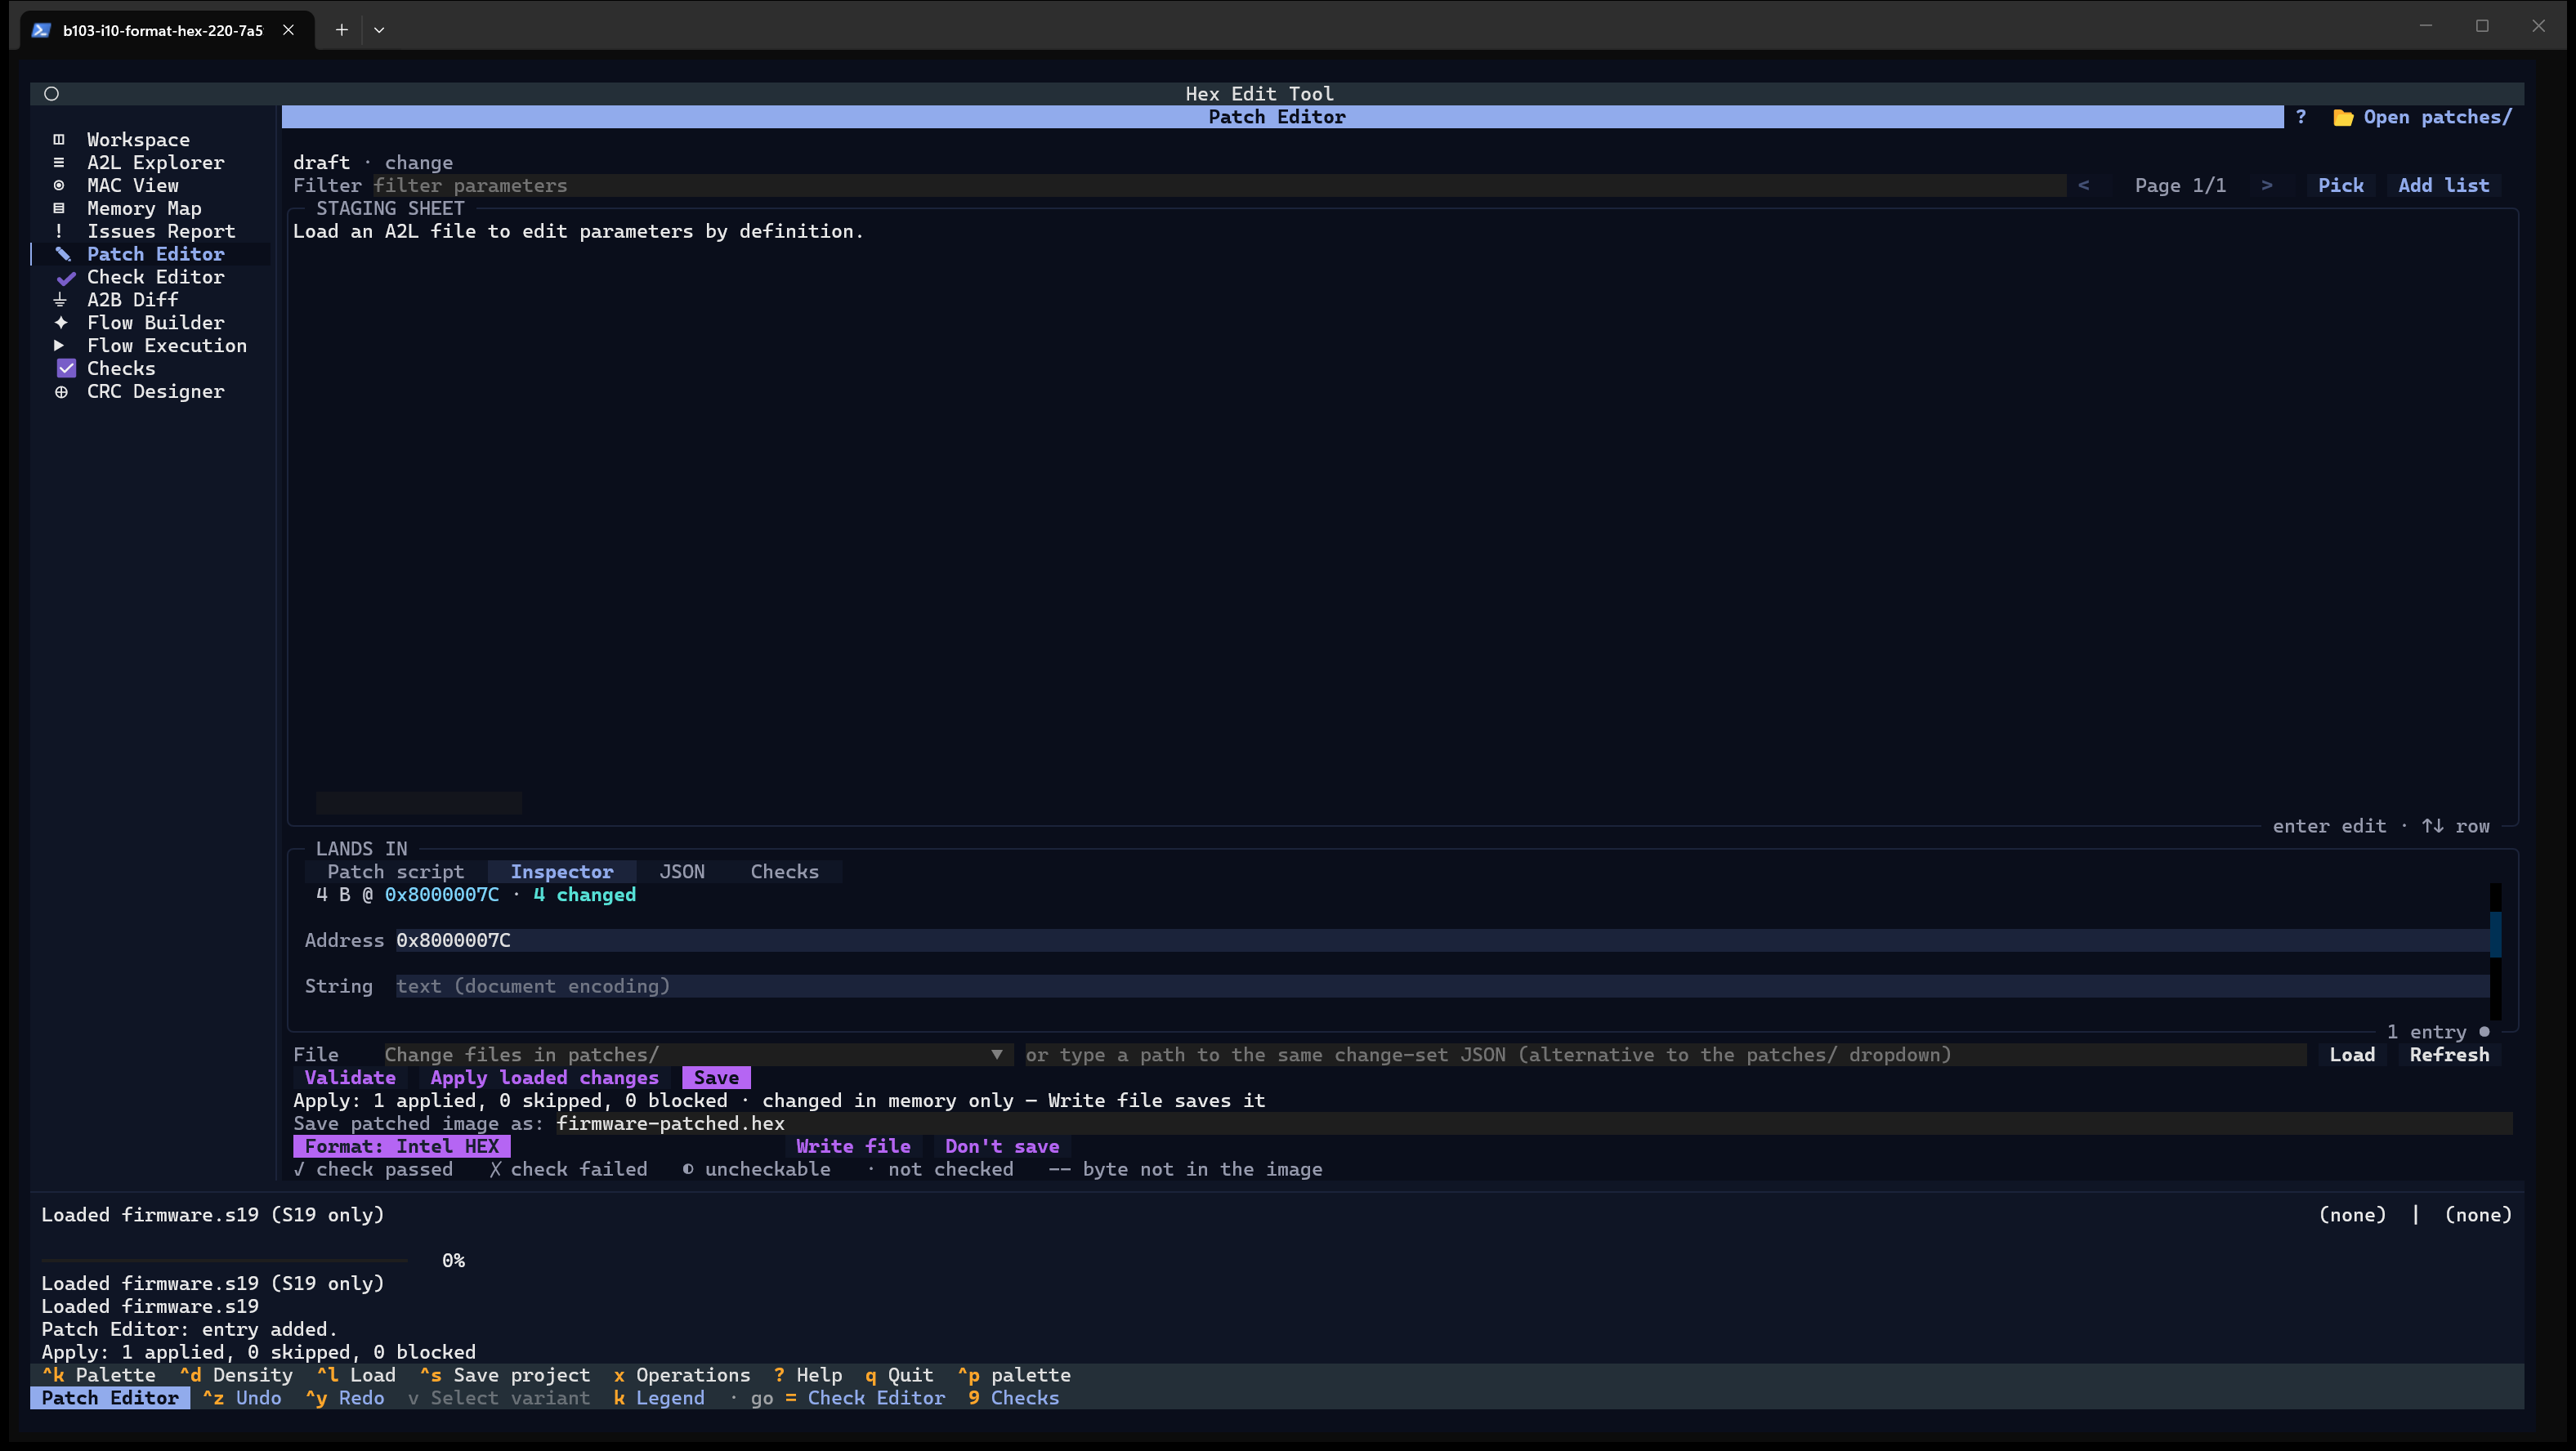 b103-i10-format-hex-220-7a5
Hex Edit Tool
Patch Editor ? Open patches/
Workspace
A2L Explorer
MAC View
Memory Map
! Issues Report
Patch Editor
Check Editor
A2B Diff
Flow Builder
Flow Execution
Checks
CRC Designer
draft · change
Filter filter parameters < Page 1/1 > Pick Add list
STAGING SHEET
Load an A2L file to edit parameters by definition.
enter edit · ↑↓ row
LANDS IN
Patch script Inspector JSON Checks
4 B @ 0x8000007C · 4 changed
Address 0x8000007C
String text (document encoding)
1 entry ●
File Change files in patches/ ▼ or type a path to the same change-set JSON (alternative to the patches/ dropdown) Load Refresh
Validate Apply loaded changes Save
Apply: 1 applied, 0 skipped, 0 blocked · changed in memory only — Write file saves it
Save patched image as: firmware-patched.hex
Format: Intel HEX Write file Don't save
✓ check passed ✗ check failed ◐ uncheckable · not checked —— byte not in the image
Loaded firmware.s19 (S19 only) (none) | (none)
0%
Loaded firmware.s19 (S19 only)
Loaded firmware.s19
Patch Editor: entry added.
Apply: 1 applied, 0 skipped, 0 blocked
^k Palette ^d Density ^l Load ^s Save project x Operations ? Help q Quit ^p palette
Patch Editor ^z Undo ^y Redo v Select variant k Legend · go = Check Editor 9 Checks